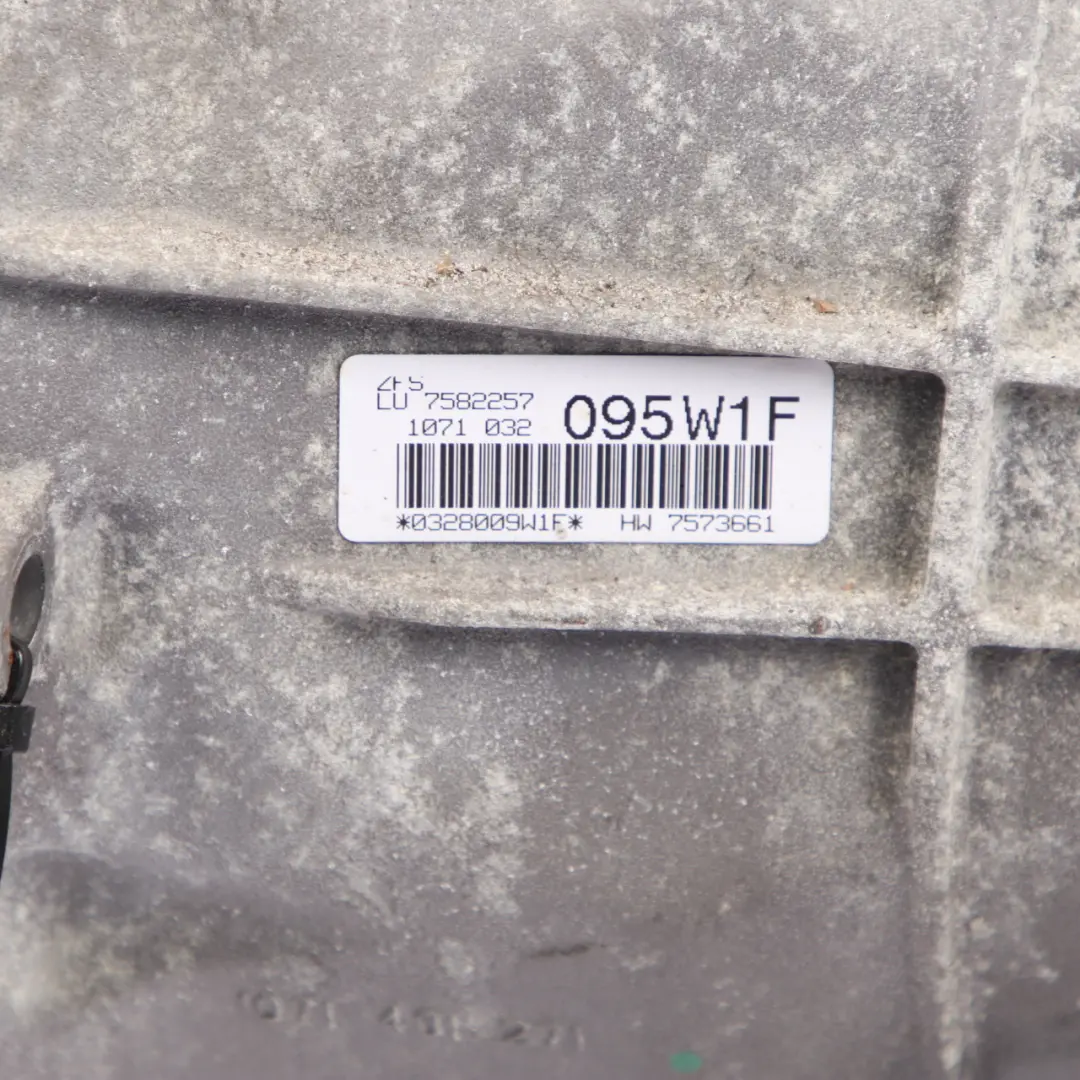 ZFS
LU 7582257
1071 032
095W1F
*0328009W1F* HW 7573661